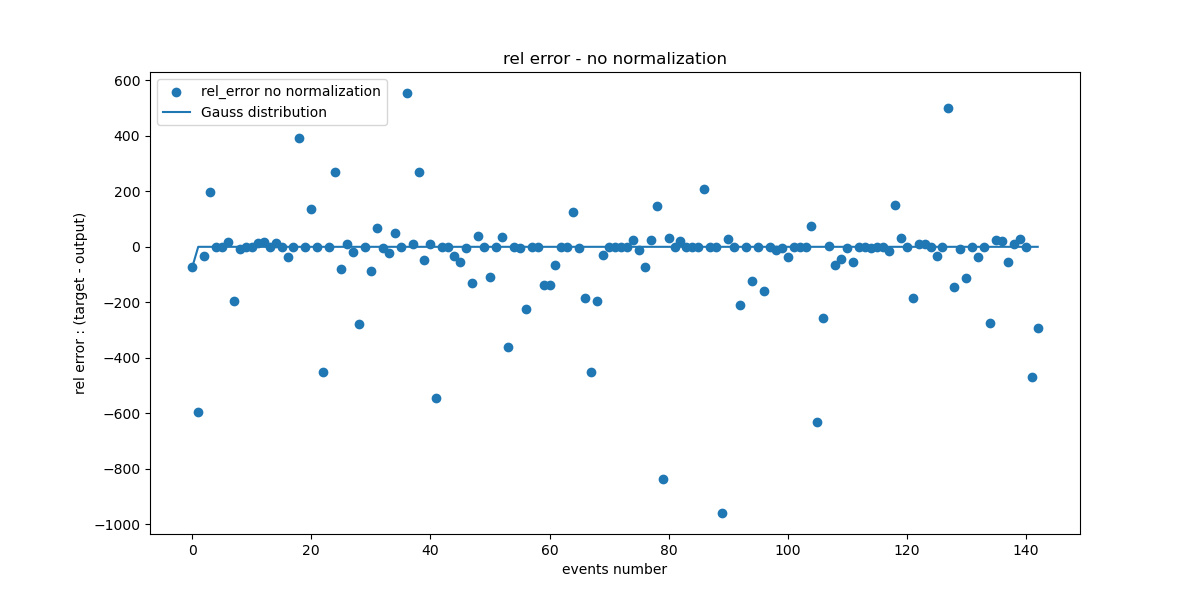 rel error - no normalization
rel_error no normalization
Gauss distribution
rel error : (target - output)
600
400
200
0
−200
−400
−600
−800
−1000
0 20 40 60 80 100 120 140
events number